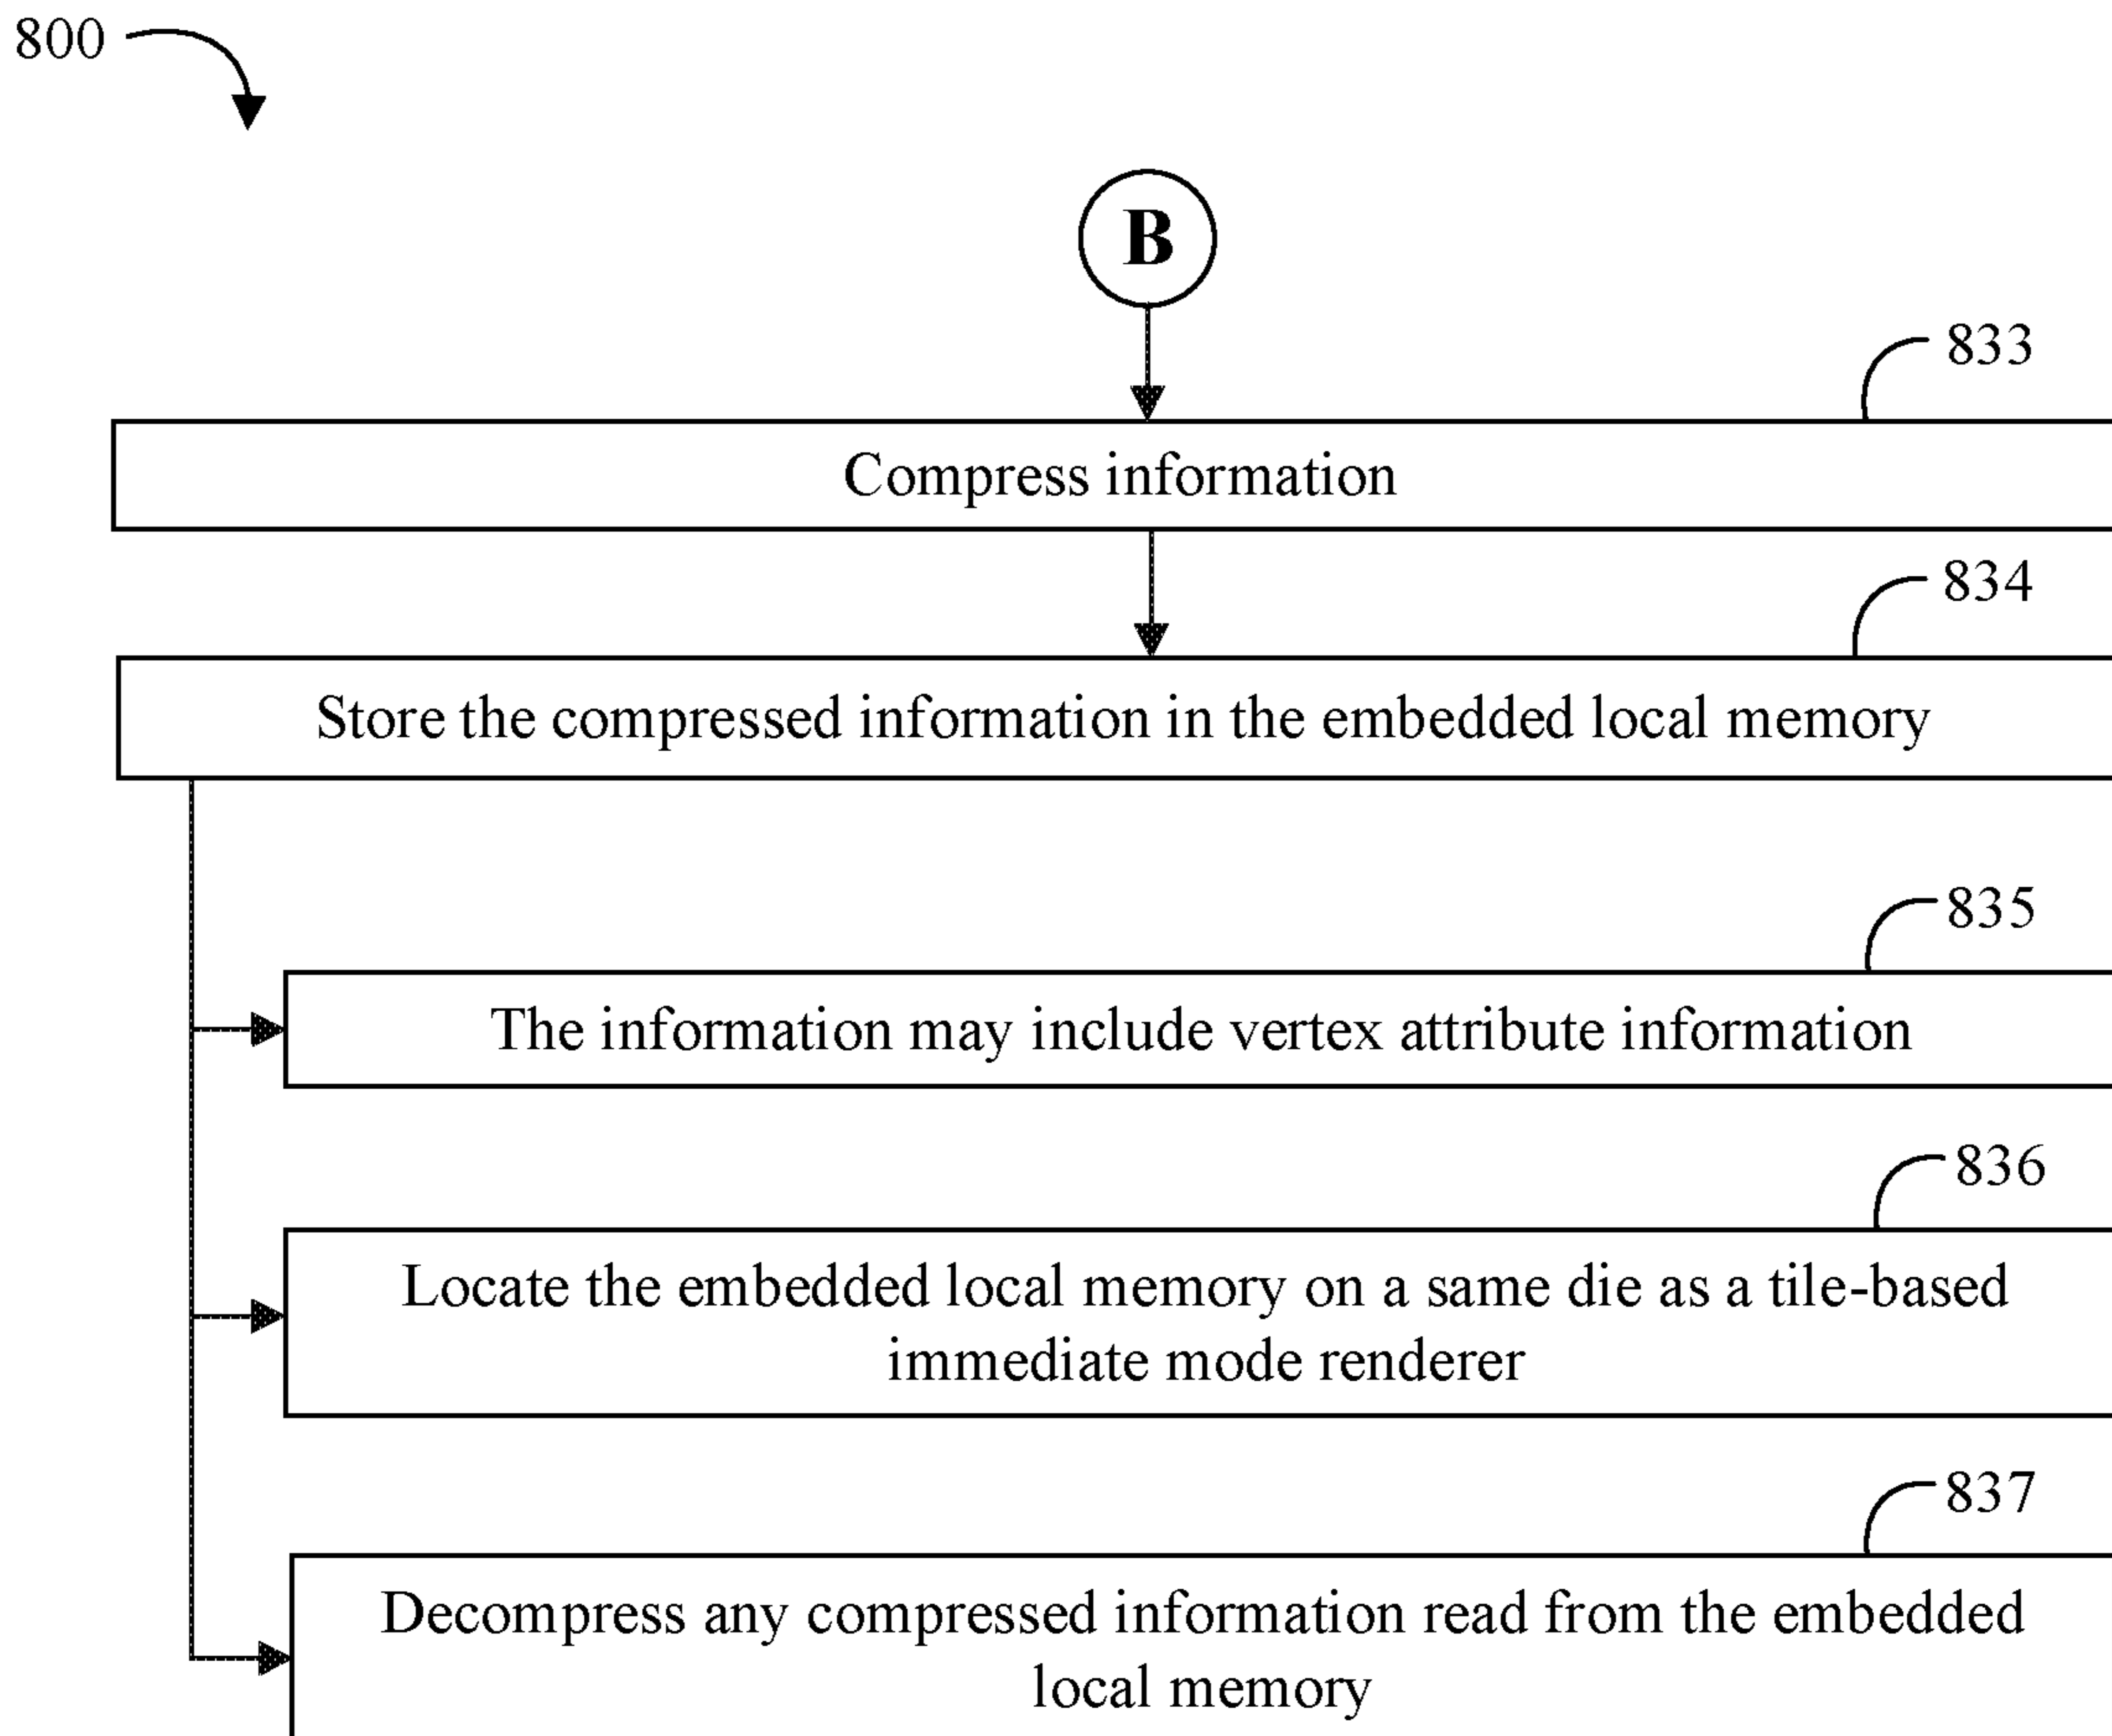 800
B
833
Compress information
834
Store the compressed information in the embedded local memory
835
The information may include vertex attribute information
836
Locate the embedded local memory on a same die as a tile-based
immediate mode renderer
837
Decompress any compressed information read from the embedded
local memory